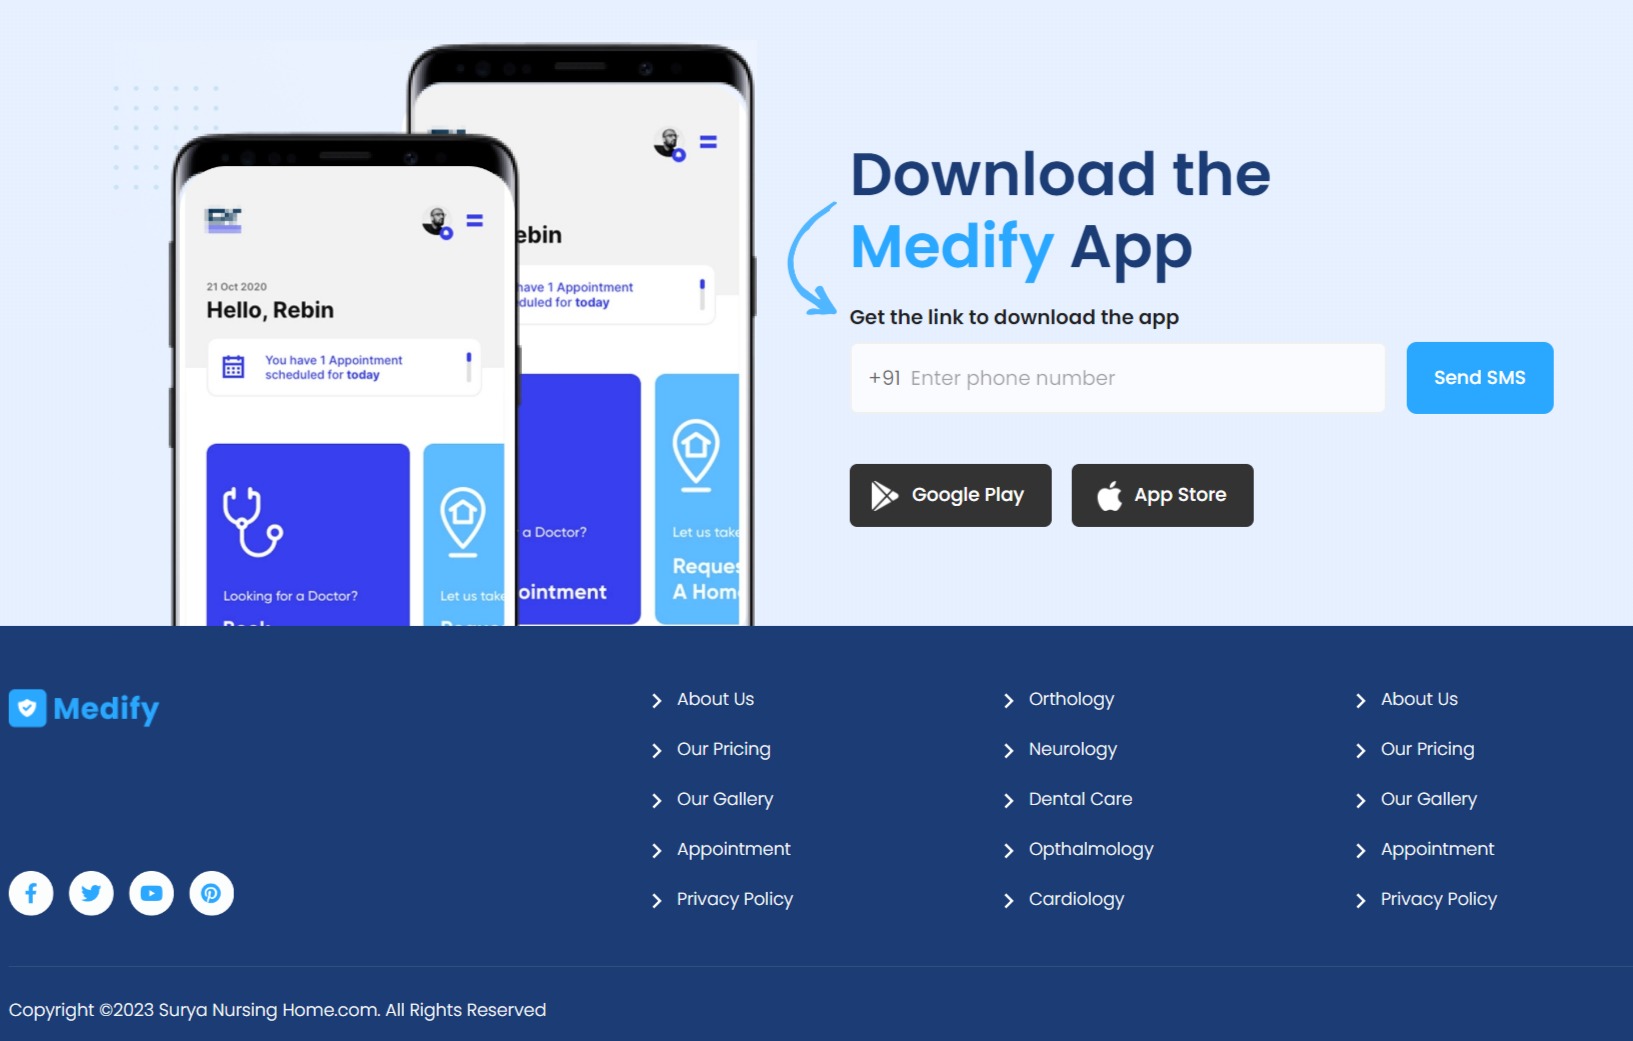 ebin
have 1 Appointment
duled for today
a Doctor?
ointment
Let us take
Reques
A Hom
21 Oct 2020
Hello, Rebin
You have 1 Appointment
scheduled for today
Looking for a Doctor?
Let us take
Download the
Medify App
Get the link to download the app
+91 Enter phone number
Send SMS
Google Play
App Store
Medify
About Us
Our Pricing
Our Gallery
Appointment
Privacy Policy
Orthology
Neurology
Dental Care
Opthalmology
Cardiology
About Us
Our Pricing
Our Gallery
Appointment
Privacy Policy
Copyright ©2023 Surya Nursing Home.com. All Rights Reserved